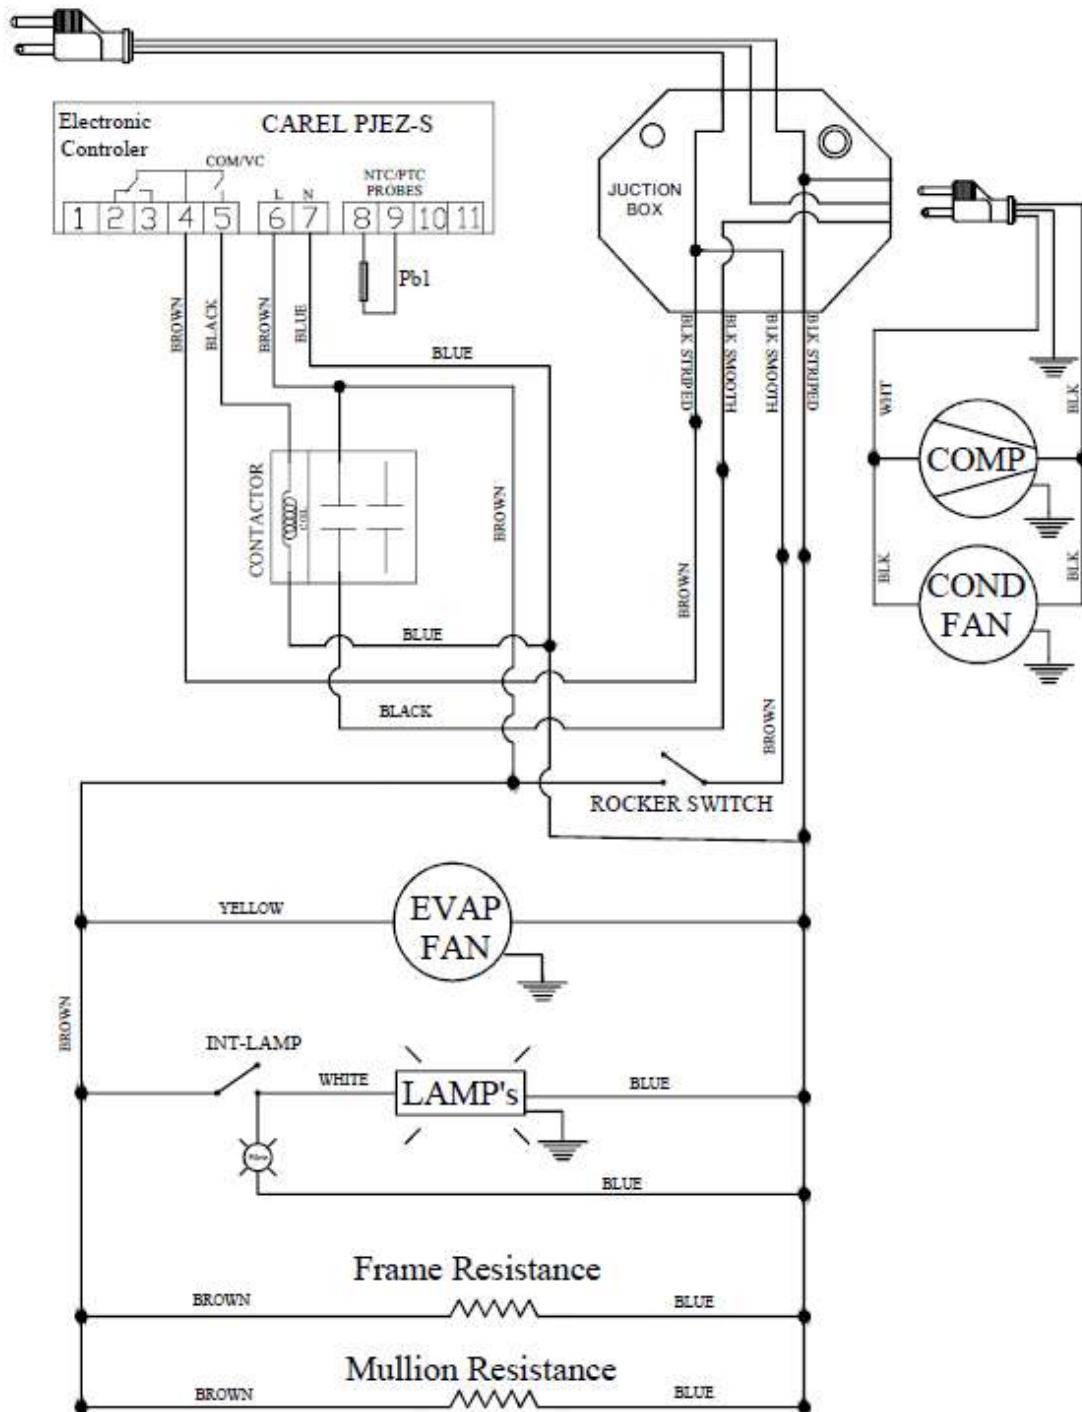 Electronic
Controler
CAREL PJEZ-S
COM/VC
L
N
NTC/PTC
PROBES
1 2 3 4 5 6 7 8 9 10 11
JUCTION
BOX
Pb1
BROWN
BLACK
BROWN
BLUE
BLUE
BLK STRIPED
BLK SMOOTH
BLK SMOOTH
BLK STRIPED
WHT
BLK
COMP
CONTACTOR
COIL
BROWN
BROWN
BLK
BLK
COND
FAN
BLUE
BLACK
BROWN
ROCKER SWITCH
YELLOW
EVAP
FAN
BROWN
INT-LAMP
WHITE
LAMP's
BLUE
BLUE
Frame Resistance
BROWN
BLUE
Mullion Resistance
BROWN
BLUE